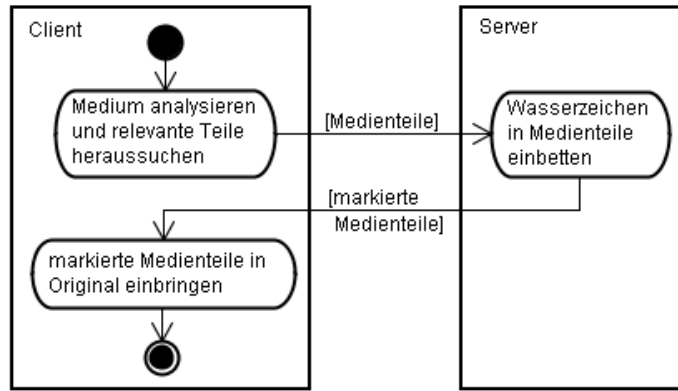 Client
Server
Medium analysieren
und relevante Teile
heraussuchen
[Medienteile]
Wasserzeichen
in Medienteile
einbetten
[markierte
Medienteile]
markierte Medienteile in
Original einbringen